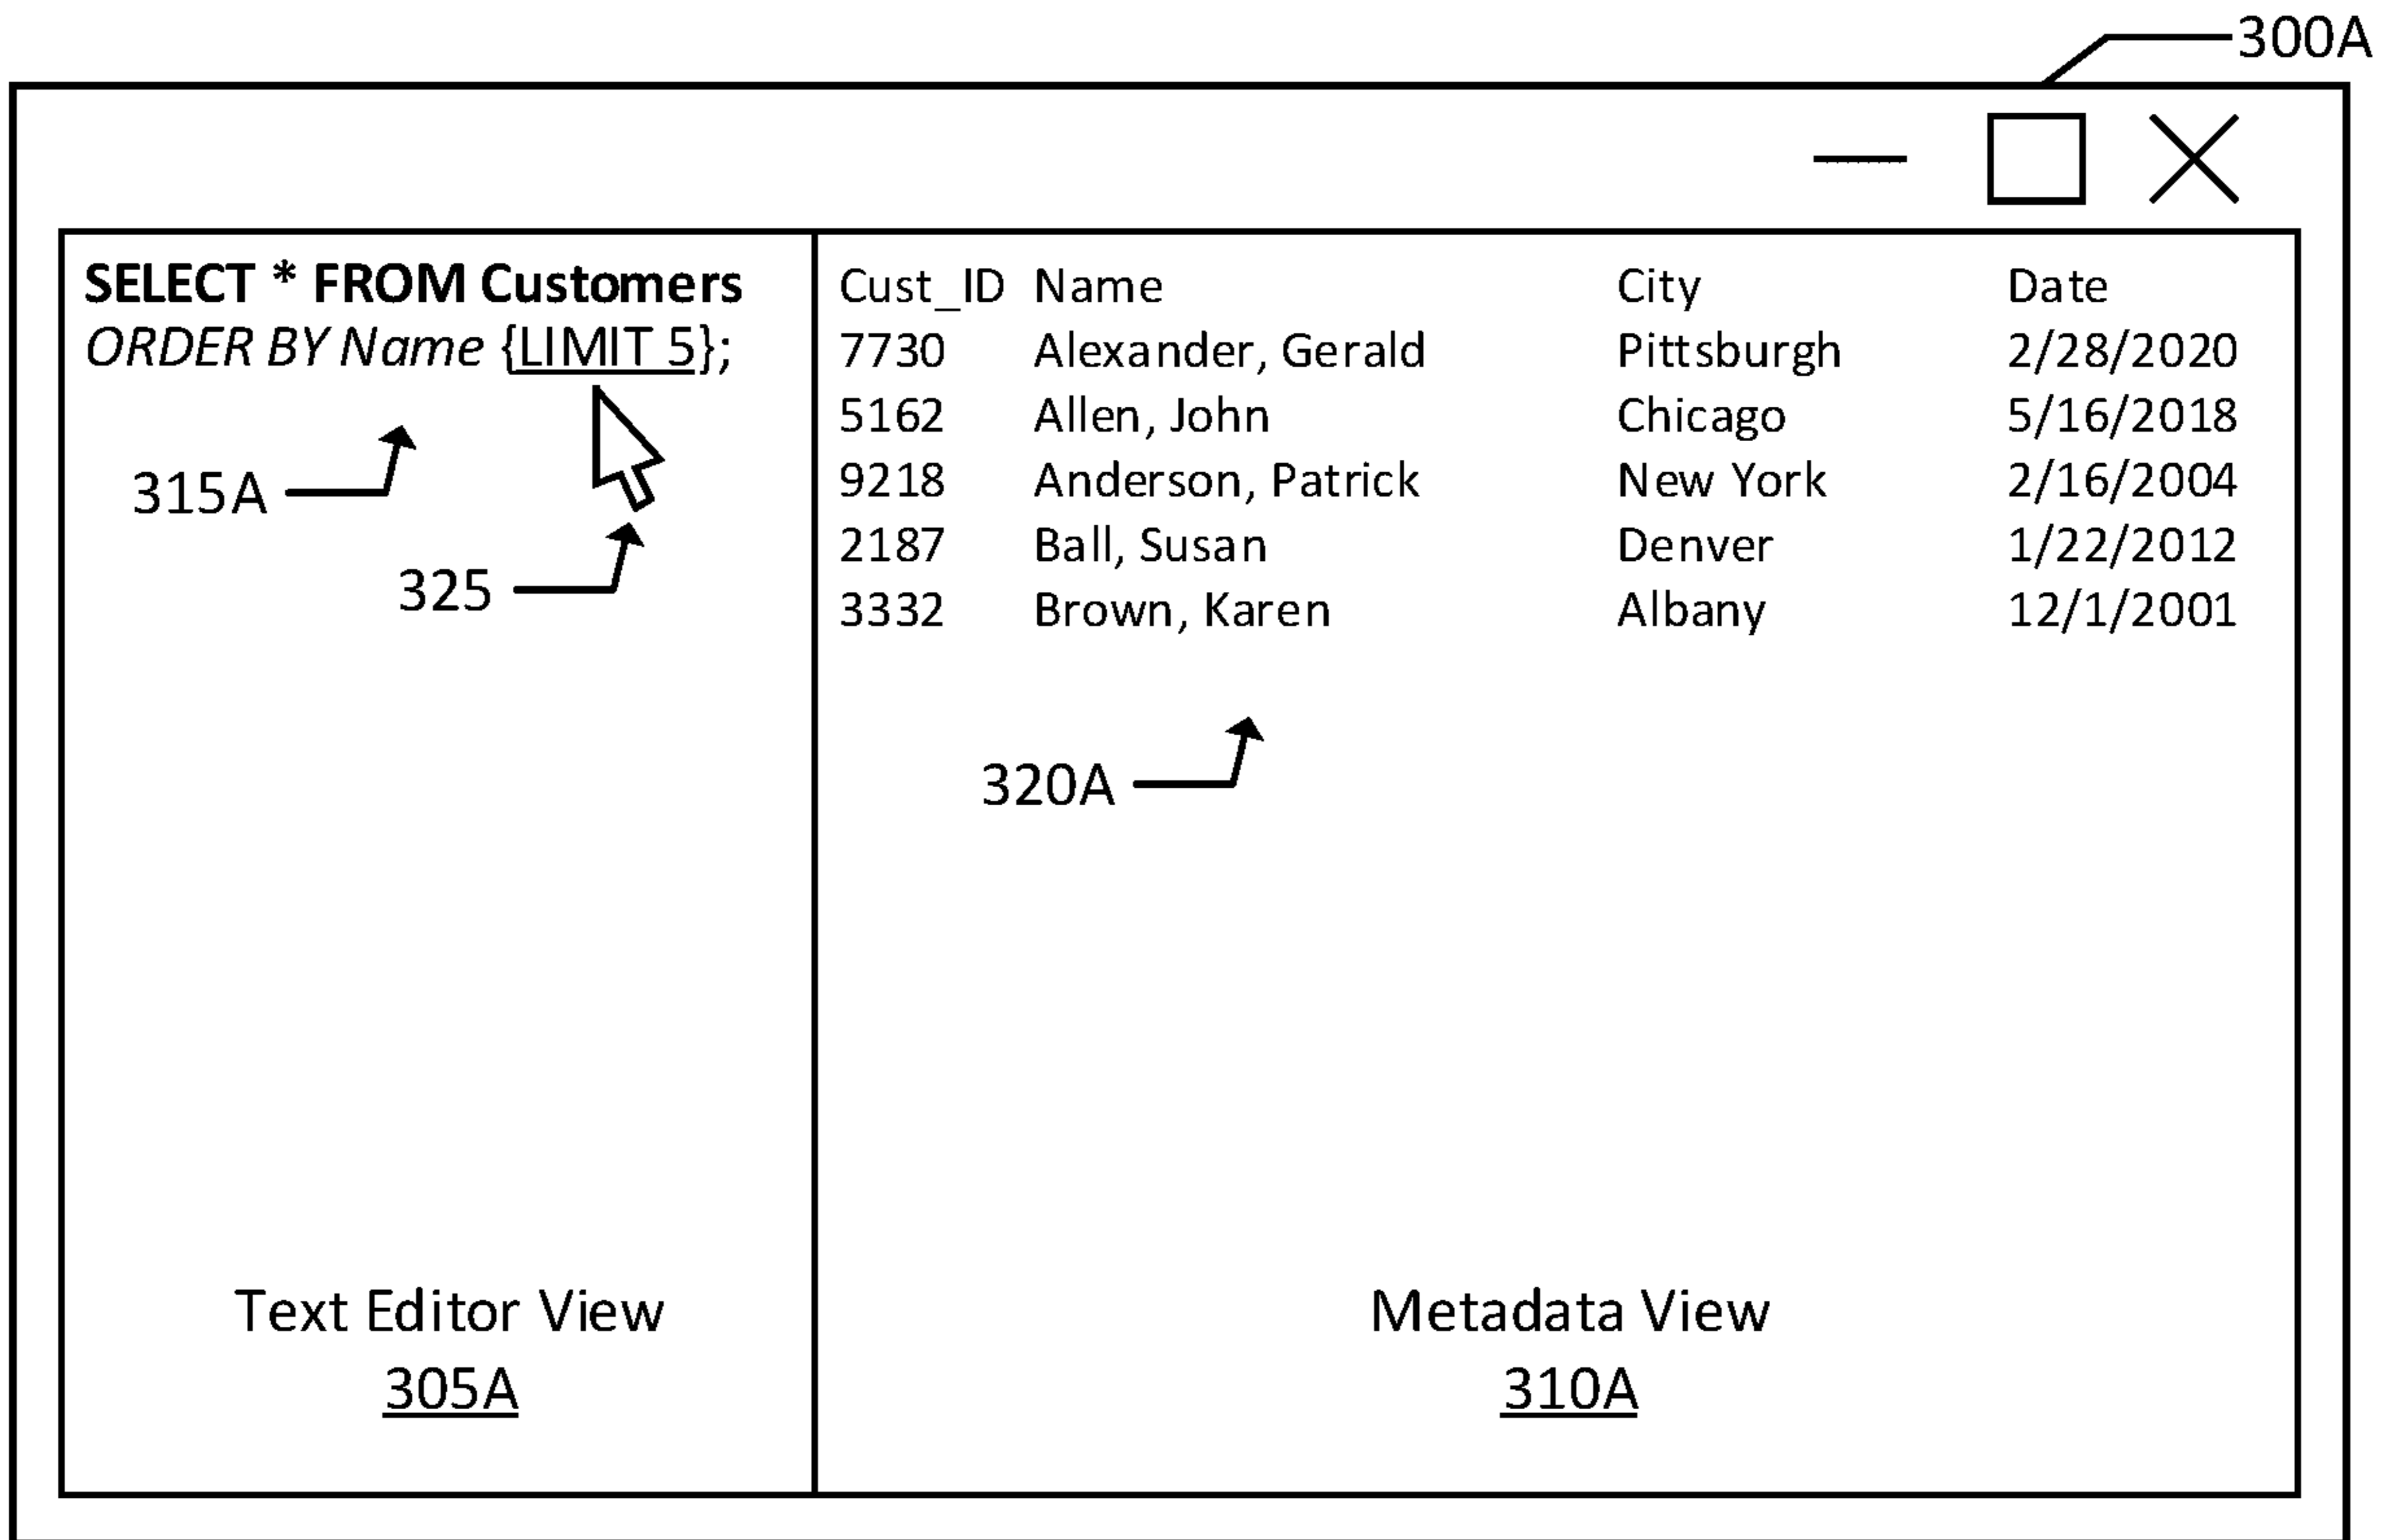 300A
SELECT * FROM Customers
ORDER BY Name {LIMIT 5};
315A
325
Text Editor View
305A
Cust_ID Name City Date
7730 Alexander, Gerald Pittsburgh 2/28/2020
5162 Allen, John Chicago 5/16/2018
9218 Anderson, Patrick New York 2/16/2004
2187 Ball, Susan Denver 1/22/2012
3332 Brown, Karen Albany 12/1/2001
320A
Metadata View
310A